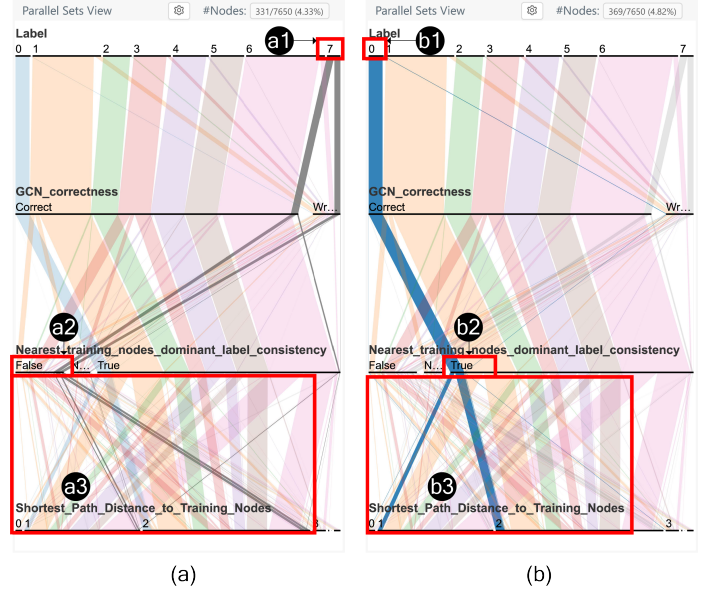 Parallel Sets View #Nodes: 331/7650 (4.33%)
Label
a1
0 1 2 3 4 5 6 7
GCN_correctness
Correct Wr...
a2
Nearest_training_nodes_dominant_label_consistency
False N... True
a3
Shortest_Path_Distance_to_Training_Nodes
0 1 2 3
(a)
Parallel Sets View #Nodes: 369/7650 (4.82%)
Label
b1
0 1 2 3 4 5 6 7
GCN_correctness
Correct Wr...
b2
Nearest_training_nodes_dominant_label_consistency
False N... True
b3
Shortest_Path_Distance_to_Training_Nodes
0 1 2 3
(b)